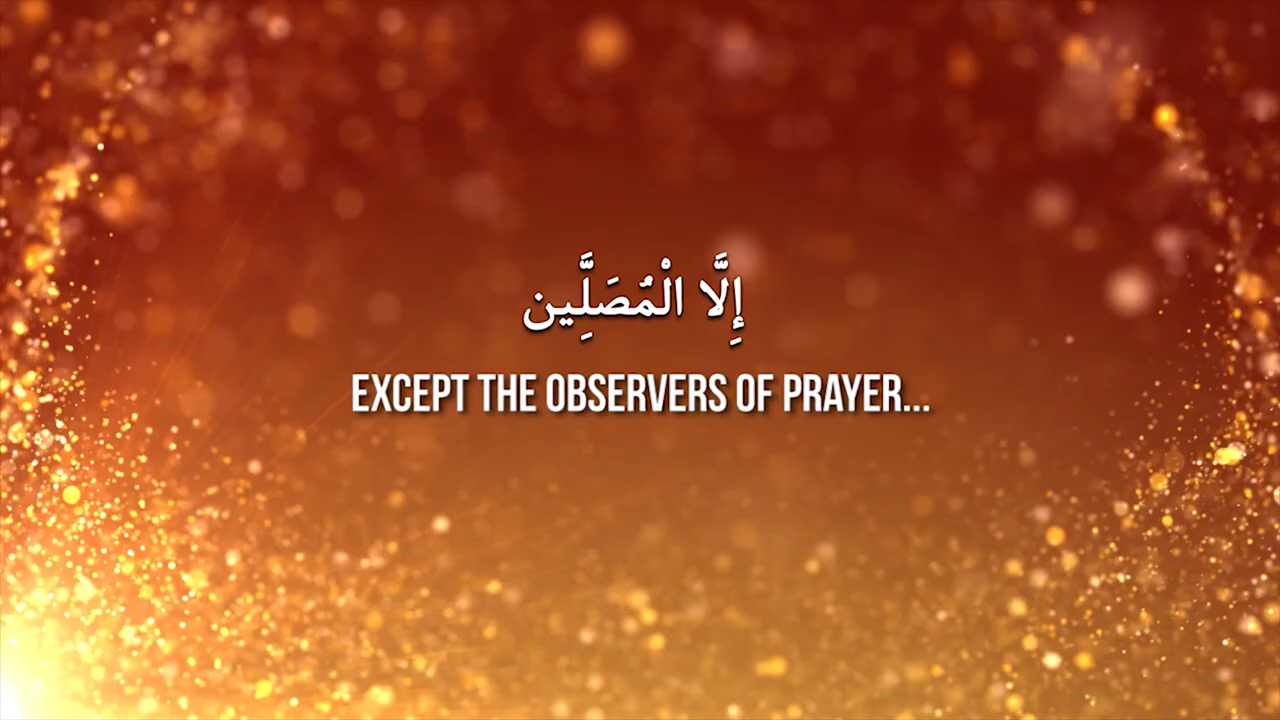 إِلَّا الْمُصَلِّين
EXCEPT THE OBSERVERS OF PRAYER...